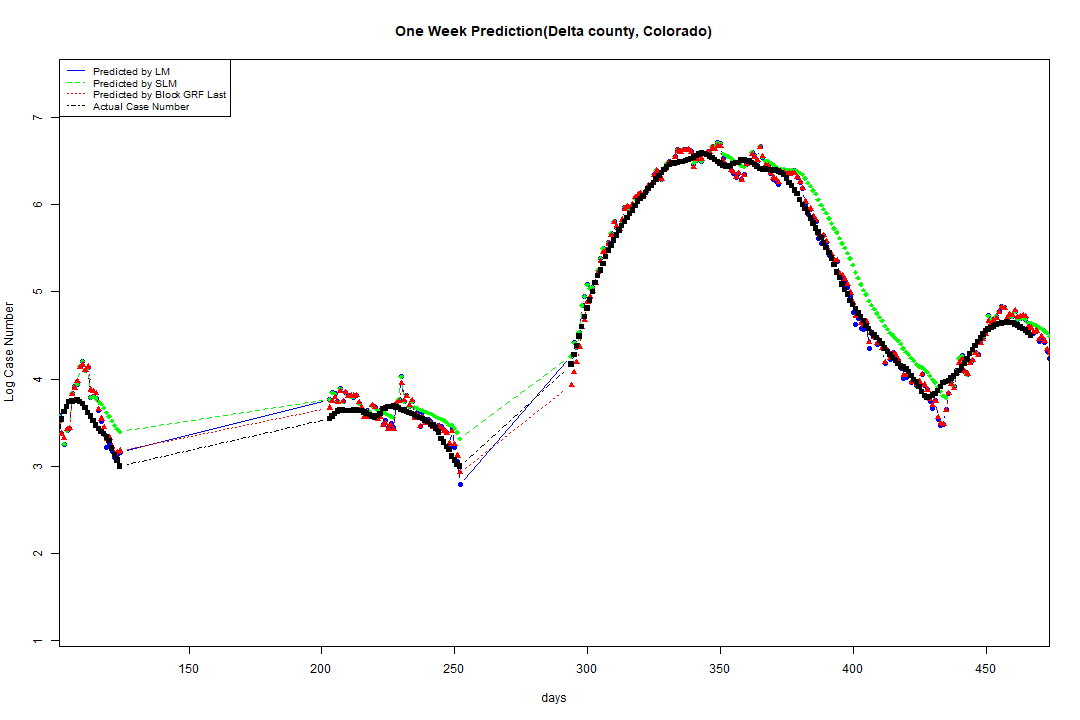 One Week Prediction(Delta county, Colorado)
Predicted by LM
Predicted by SLM
Predicted by Block GRF Last
Actual Case Number
7
6
5
4
3
2
1
Log Case Number
150 200 250 300 350 400 450
days